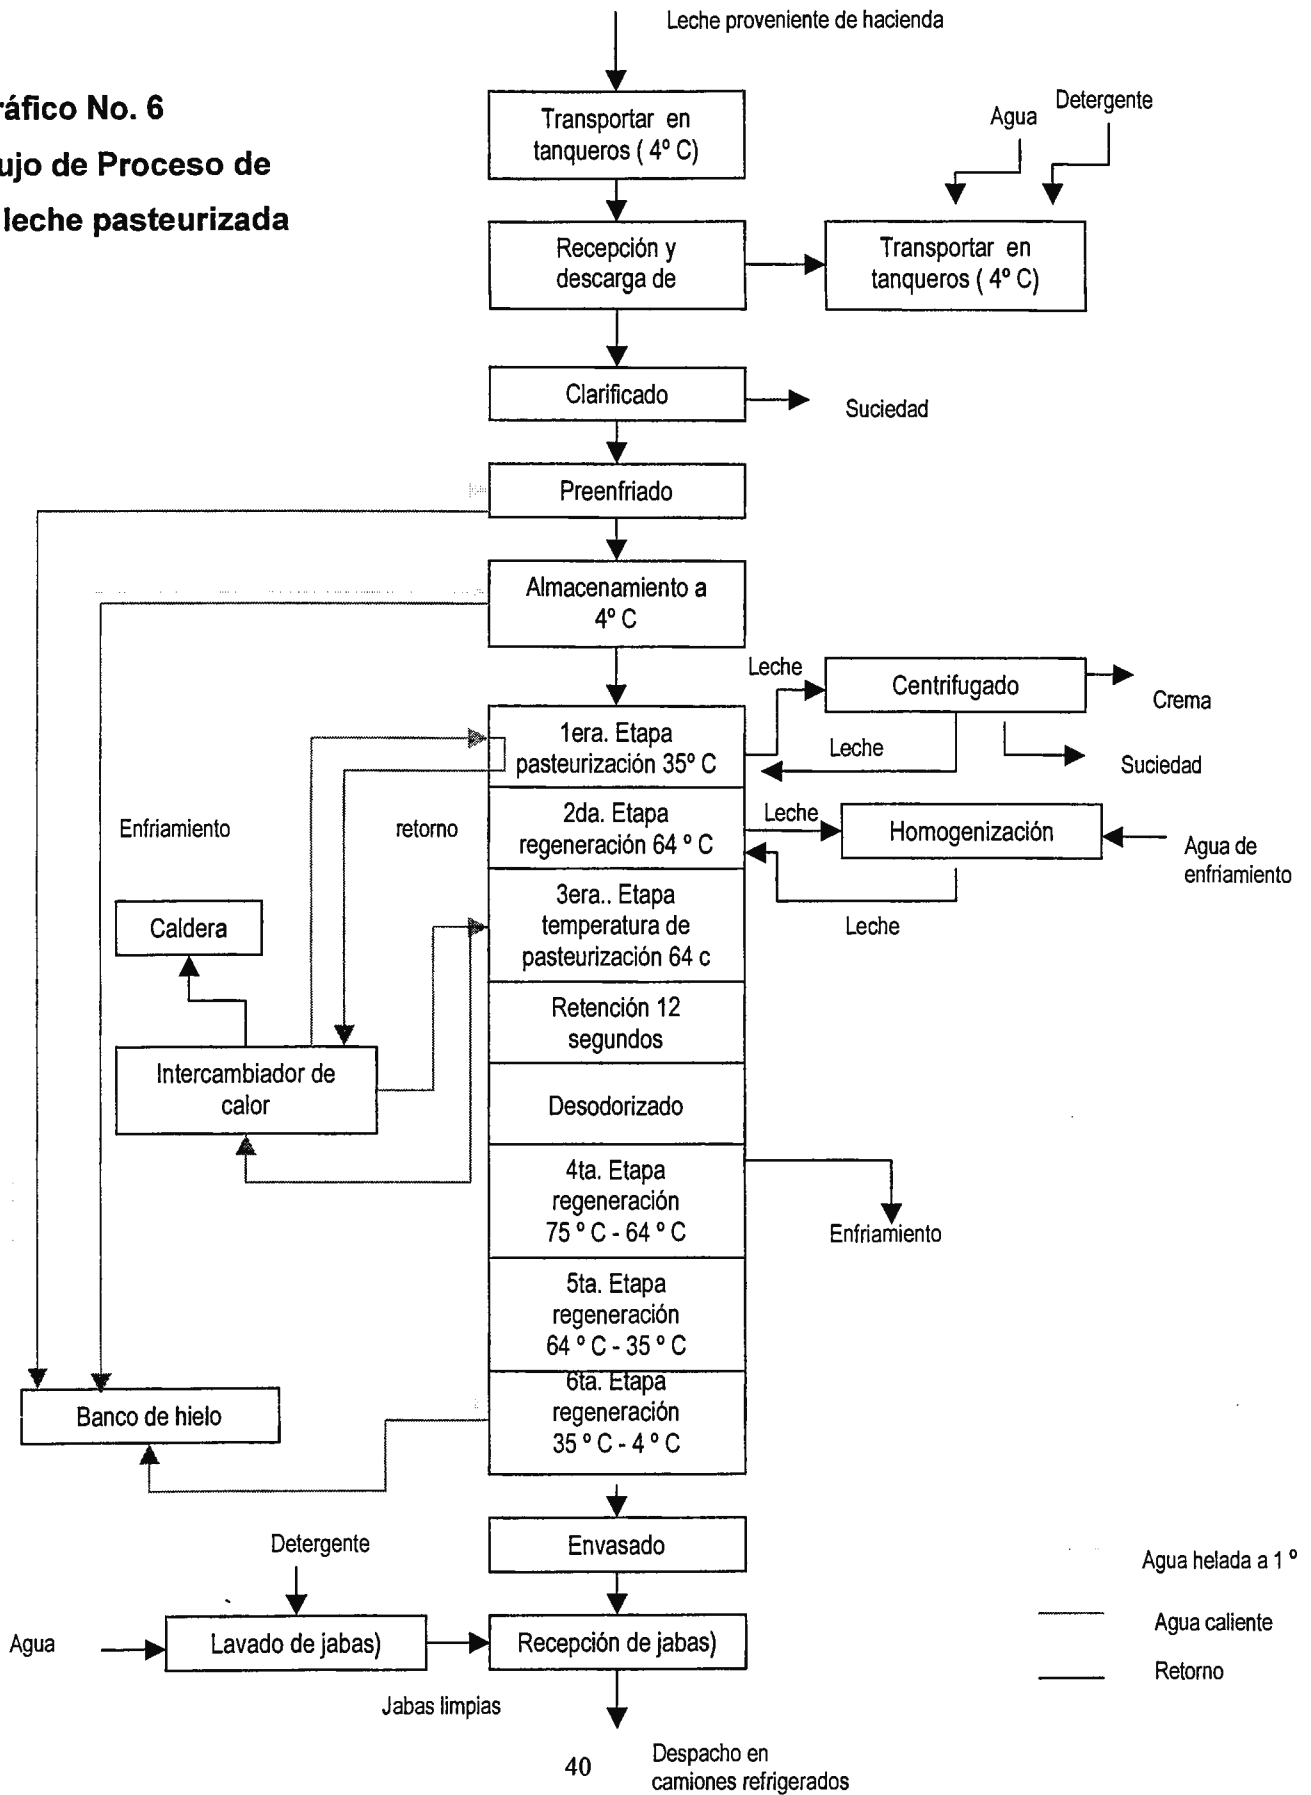 Leche proveniente de hacienda
ráfico No. 6
ujo de Proceso de
leche pasteurizada
Transportar en
tanqueros ( 4º C)
Agua
Detergente
Recepción y
descarga de
Transportar en
tanqueros ( 4º C)
Clarificado
Suciedad
Preenfriado
Almacenamiento a
4º C
Leche
Centrifugado
Crema
1era. Etapa
pasteurización 35º C
Leche
Suciedad
Enfriamiento
retorno
2da. Etapa
regeneración 64 º C
Leche
Homogenización
Agua de
enfriamiento
Leche
3era.. Etapa
temperatura de
pasteurización 64 c
Caldera
Retención 12
segundos
Intercambiador de
calor
Desodorizado
4ta. Etapa
regeneración
75 º C - 64 º C
Enfriamiento
5ta. Etapa
regeneración
64 º C - 35 º C
6ta. Etapa
regeneración
35 º C - 4 º C
Banco de hielo
Envasado
Detergente
Agua
Lavado de jabas)
Recepción de jabas)
Jabas limpias
Agua helada a 1 º
Agua caliente
Retorno
Despacho en
camiones refrigerados
40